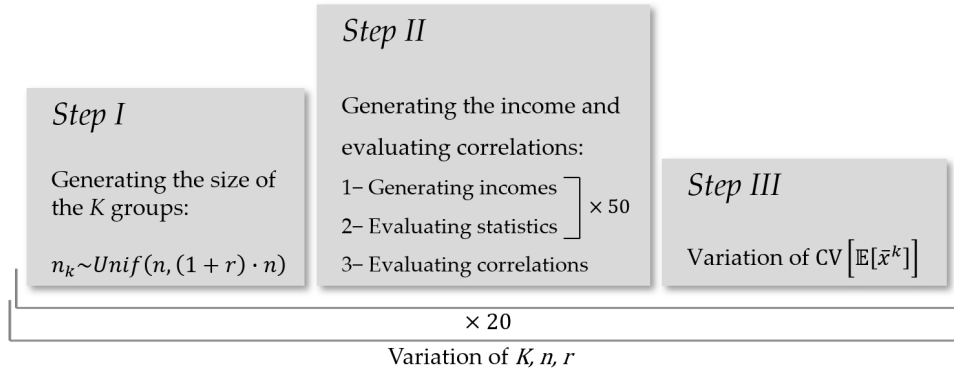 Step I
Generating the size of
the K groups:
n_k~Unif(n, (1 + r) · n)
Step II
Generating the income and
evaluating correlations:
1– Generating incomes
2– Evaluating statistics
× 50
3– Evaluating correlations
Step III
Variation of CV[𝔼[x̄^k]]
× 20
Variation of K, n, r